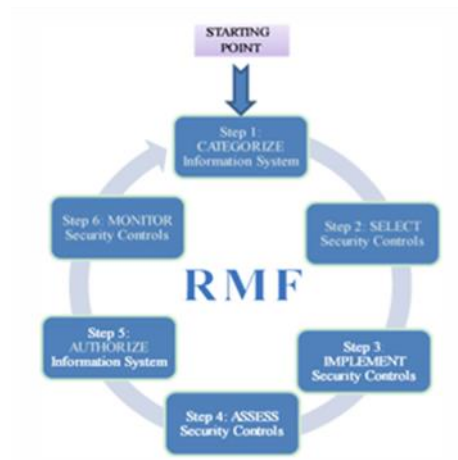 STARTING
POINT
Step 1:
CATEGORIZE
Information System
Step 2: SELECT
Security Controls
Step 3
IMPLEMENT
Security Controls
Step 4: ASSESS
Security Controls
Step 5:
AUTHORIZE
Information System
Step 6: MONITOR
Security Controls
RMF